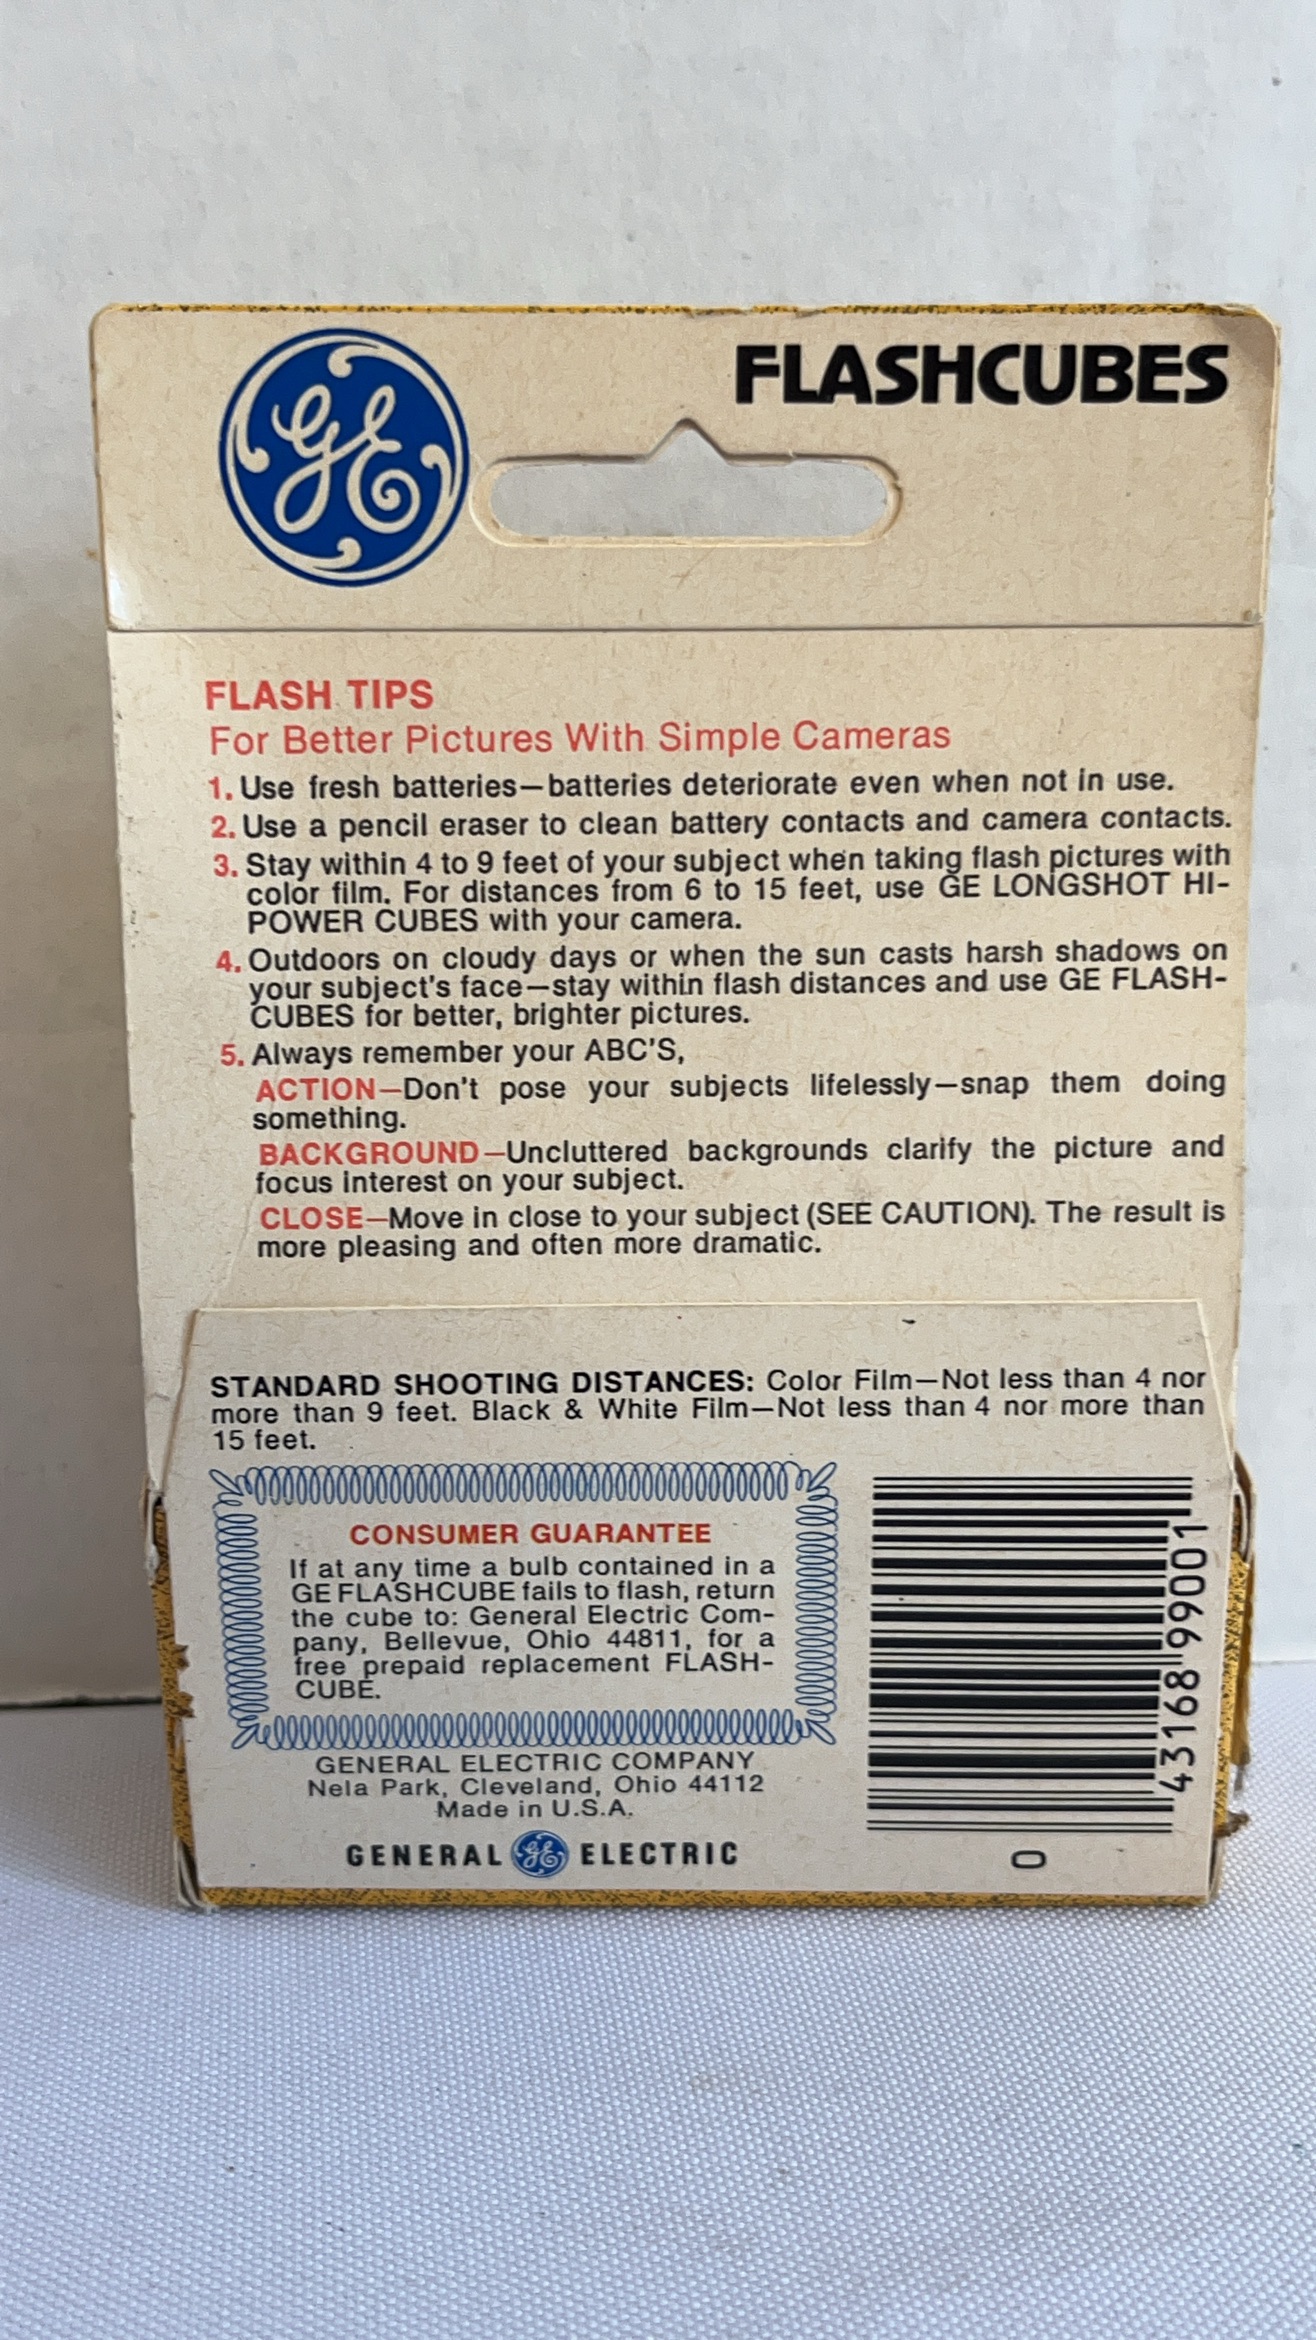 GE
FLASHCUBES
FLASH TIPS
For Better Pictures With Simple Cameras
1. Use fresh batteries—batteries deteriorate even when not in use.
2. Use a pencil eraser to clean battery contacts and camera contacts.
3. Stay within 4 to 9 feet of your subject when taking flash pictures with
color film. For distances from 6 to 15 feet, use GE LONGSHOT HI-
POWER CUBES with your camera.
4. Outdoors on cloudy days or when the sun casts harsh shadows on
your subject's face—stay within flash distances and use GE FLASH-
CUBES for better, brighter pictures.
5. Always remember your ABC'S,
ACTION—Don't pose your subjects lifelessly—snap them doing
something.
BACKGROUND—Uncluttered backgrounds clarify the picture and
focus interest on your subject.
CLOSE—Move in close to your subject (SEE CAUTION). The result is
more pleasing and often more dramatic.
STANDARD SHOOTING DISTANCES: Color Film—Not less than 4 nor
more than 9 feet. Black & White Film—Not less than 4 nor more than
15 feet.
CONSUMER GUARANTEE
If at any time a bulb contained in a
GE FLASHCUBE fails to flash, return
the cube to: General Electric Com-
pany, Bellevue, Ohio 44811, for a
free prepaid replacement FLASH-
CUBE.
GENERAL ELECTRIC COMPANY
Nela Park, Cleveland, Ohio 44112
Made in U.S.A.
GENERAL GE ELECTRIC
43168 99001
0